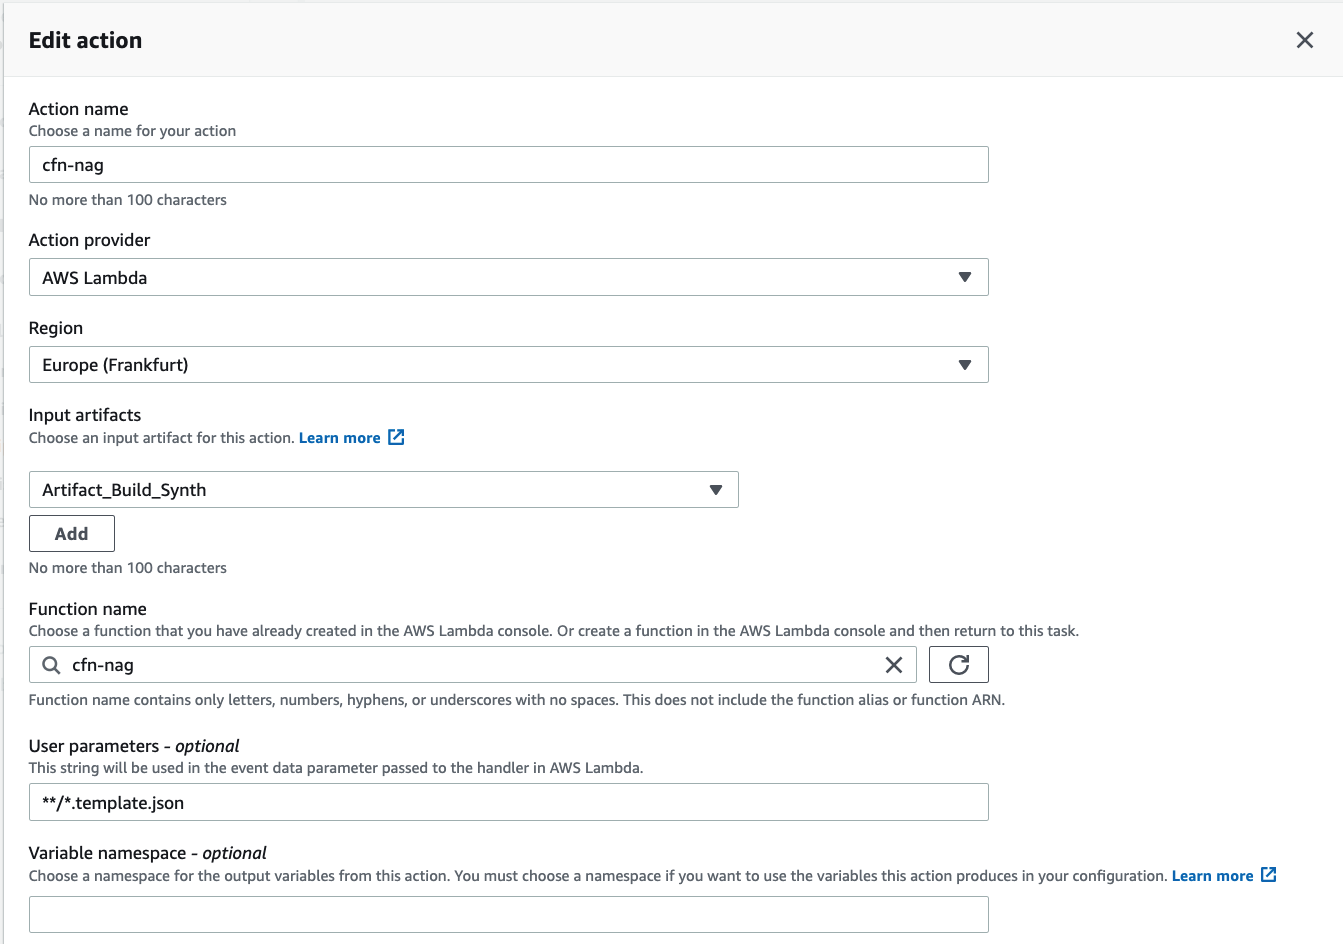 Edit action
Action name
Choose a name for your action
cfn-nag
No more than 100 characters
Action provider
AWS Lambda
Region
Europe (Frankfurt)
Input artifacts
Choose an input artifact for this action. Learn more
Artifact_Build_Synth
Add
No more than 100 characters
Function name
Choose a function that you have already created in the AWS Lambda console. Or create a function in the AWS Lambda console and then return to this task.
cfn-nag
Function name contains only letters, numbers, hyphens, or underscores with no spaces. This does not include the function alias or function ARN.
User parameters - optional
This string will be used in the event data parameter passed to the handler in AWS Lambda.
**/*.template.json
Variable namespace - optional
Choose a namespace for the output variables from this action. You must choose a namespace if you want to use the variables this action produces in your configuration. Learn more